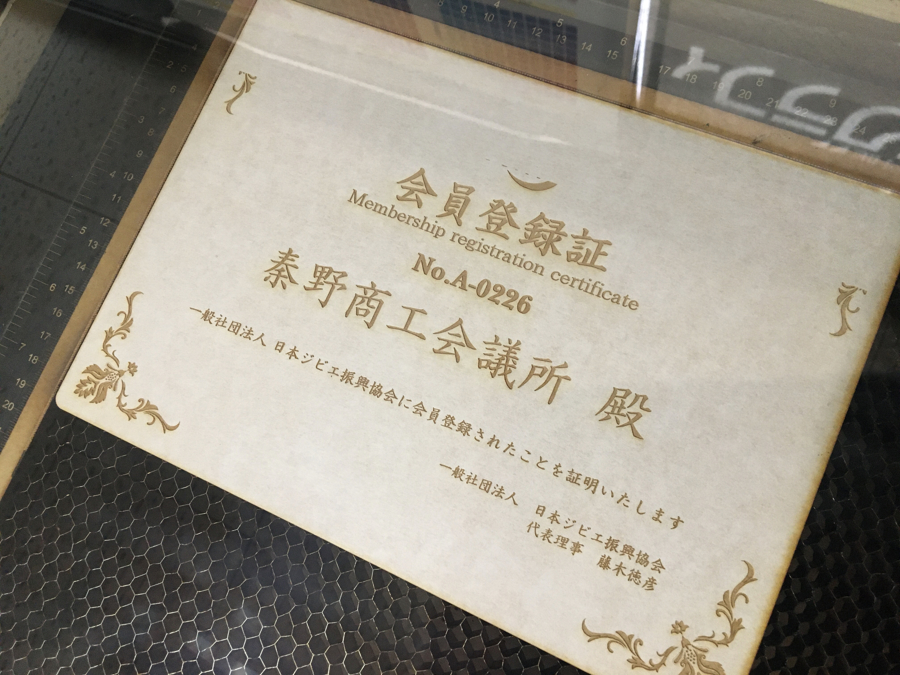 会員登録証
Membership registration certificate
No.A-0226
秦野商工会議所 殿
一般社団法人 日本ジビエ振興協会に会員登録されたことを証明いたします
一般社団法人 日本ジビエ振興協会
代表理事 藤木徳彦